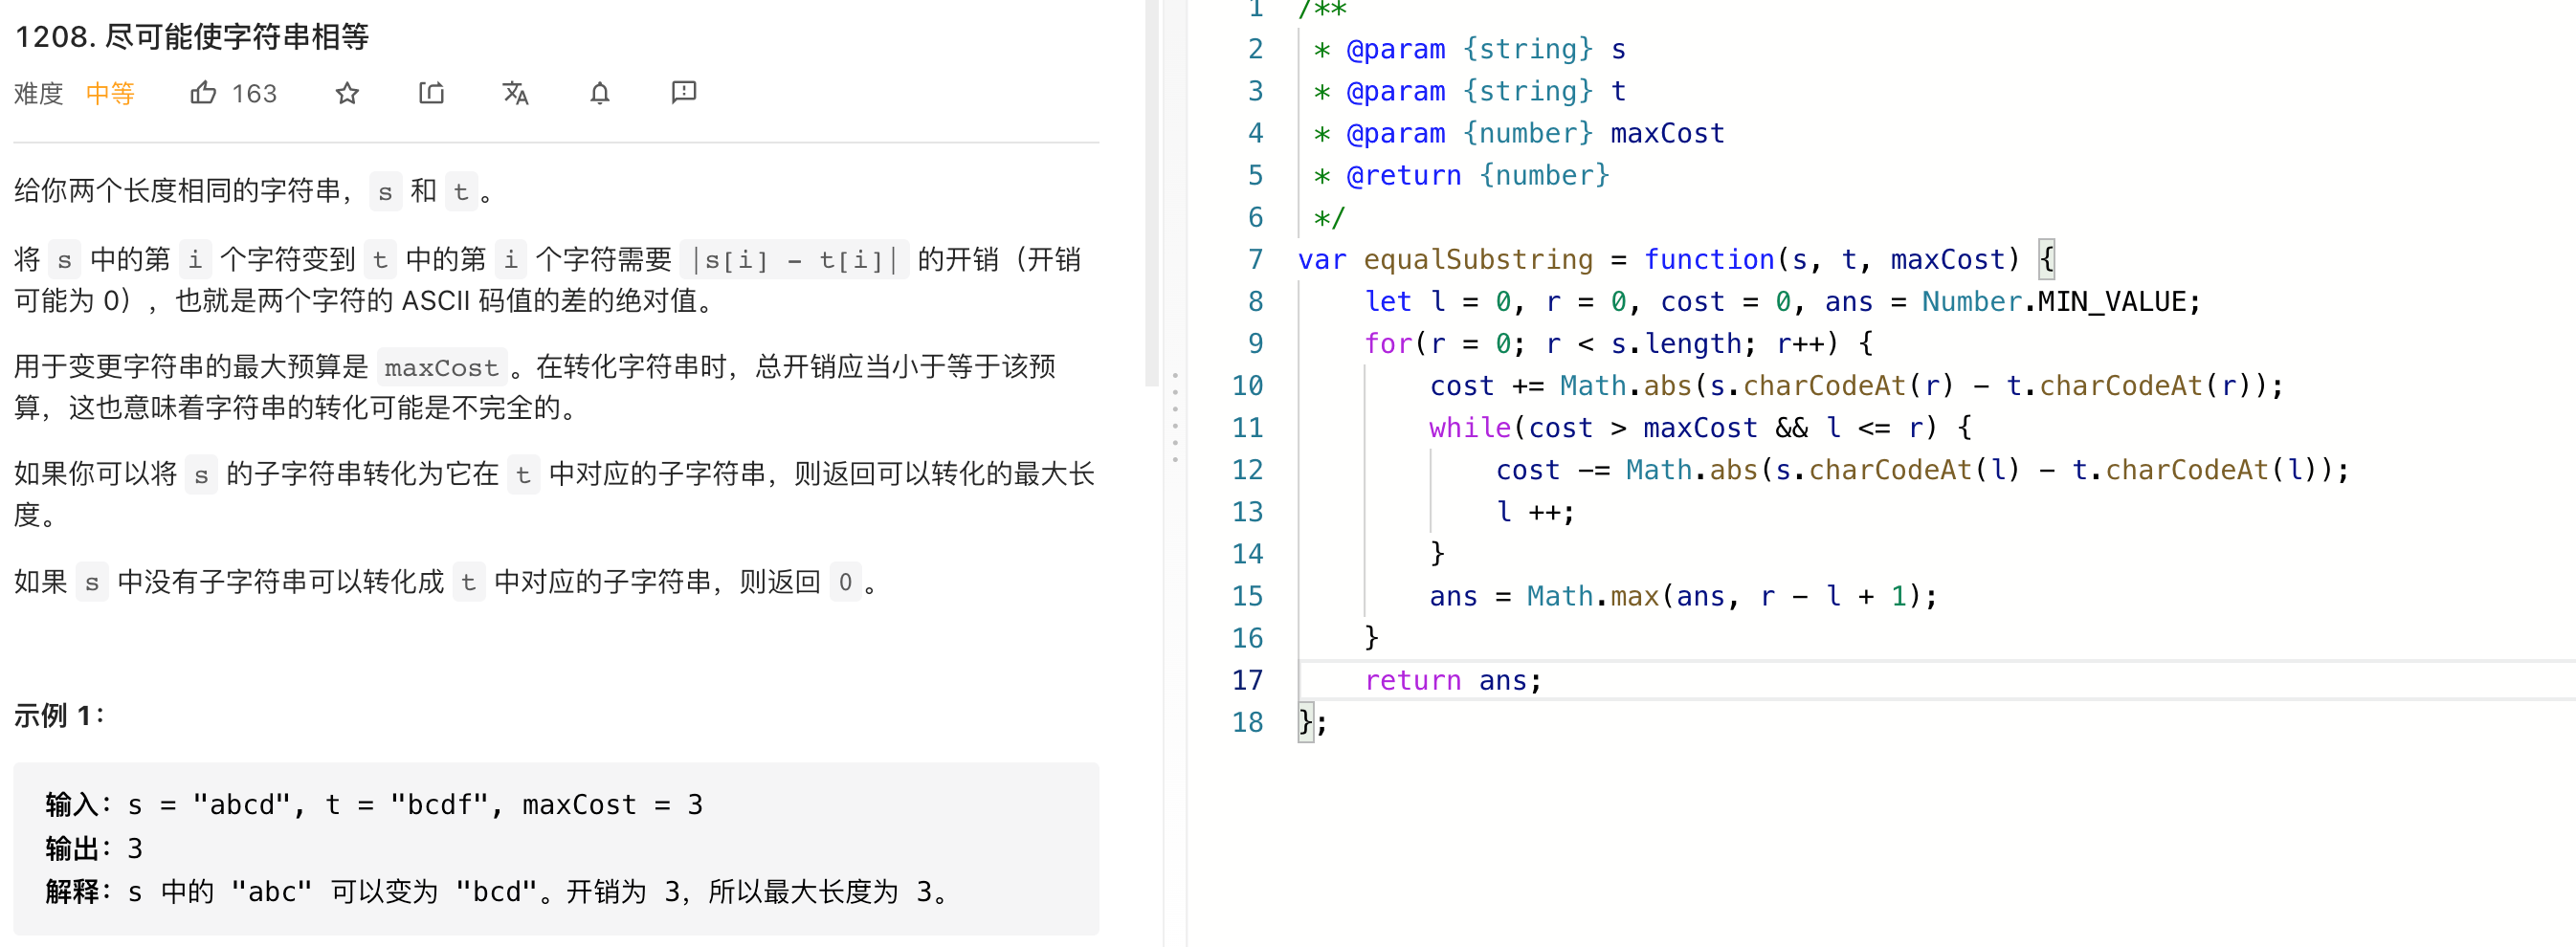 1208. 尽可能使字符串相等
难度 中等 163
给你两个长度相同的字符串，s 和 t 。
将 s 中的第 i 个字符变到 t 中的第 i 个字符需要 |s[i] - t[i]| 的开销（开销
可能为 0），也就是两个字符的 ASCII 码值的差的绝对值。
用于变更字符串的最大预算是 maxCost 。在转化字符串时，总开销应当小于等于该预
算，这也意味着字符串的转化可能是不完全的。
如果你可以将 s 的子字符串转化为它在 t 中对应的子字符串，则返回可以转化的最大长
度。
如果 s 中没有子字符串可以转化成 t 中对应的子字符串，则返回 0 。
示例 1：
输入：s = "abcd", t = "bcdf", maxCost = 3
输出：3
解释：s 中的 "abc" 可以变为 "bcd"。开销为 3，所以最大长度为 3。
1 /**
2  * @param {string} s
3  * @param {string} t
4  * @param {number} maxCost
5  * @return {number}
6  */
7 var equalSubstring = function(s, t, maxCost) {
8     let l = 0, r = 0, cost = 0, ans = Number.MIN_VALUE;
9     for(r = 0; r < s.length; r++) {
10         cost += Math.abs(s.charCodeAt(r) - t.charCodeAt(r));
11         while(cost > maxCost && l <= r) {
12             cost -= Math.abs(s.charCodeAt(l) - t.charCodeAt(l));
13             l ++;
14         }
15         ans = Math.max(ans, r - l + 1);
16     }
17     return ans;
18 };